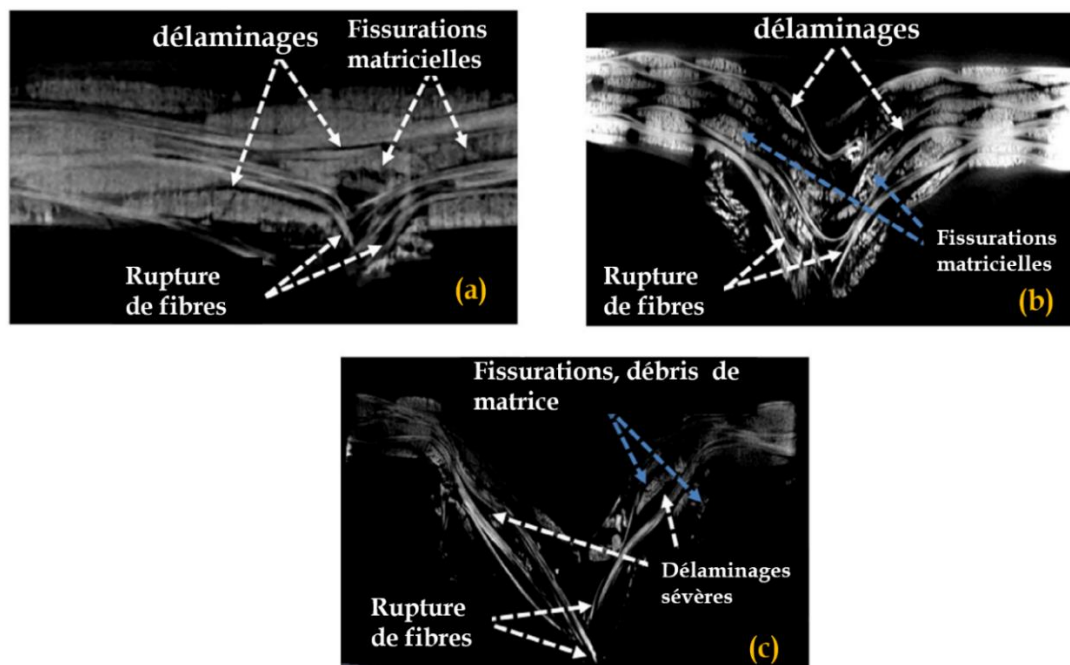 délaminages
Fissurations
matricielles
Rupture
de fibres
(a)
délaminages
Fissurations
matricielles
Rupture
de fibres
(b)
Fissurations, débris de
matrice
Délaminages
sévères
Rupture
de fibres
(c)